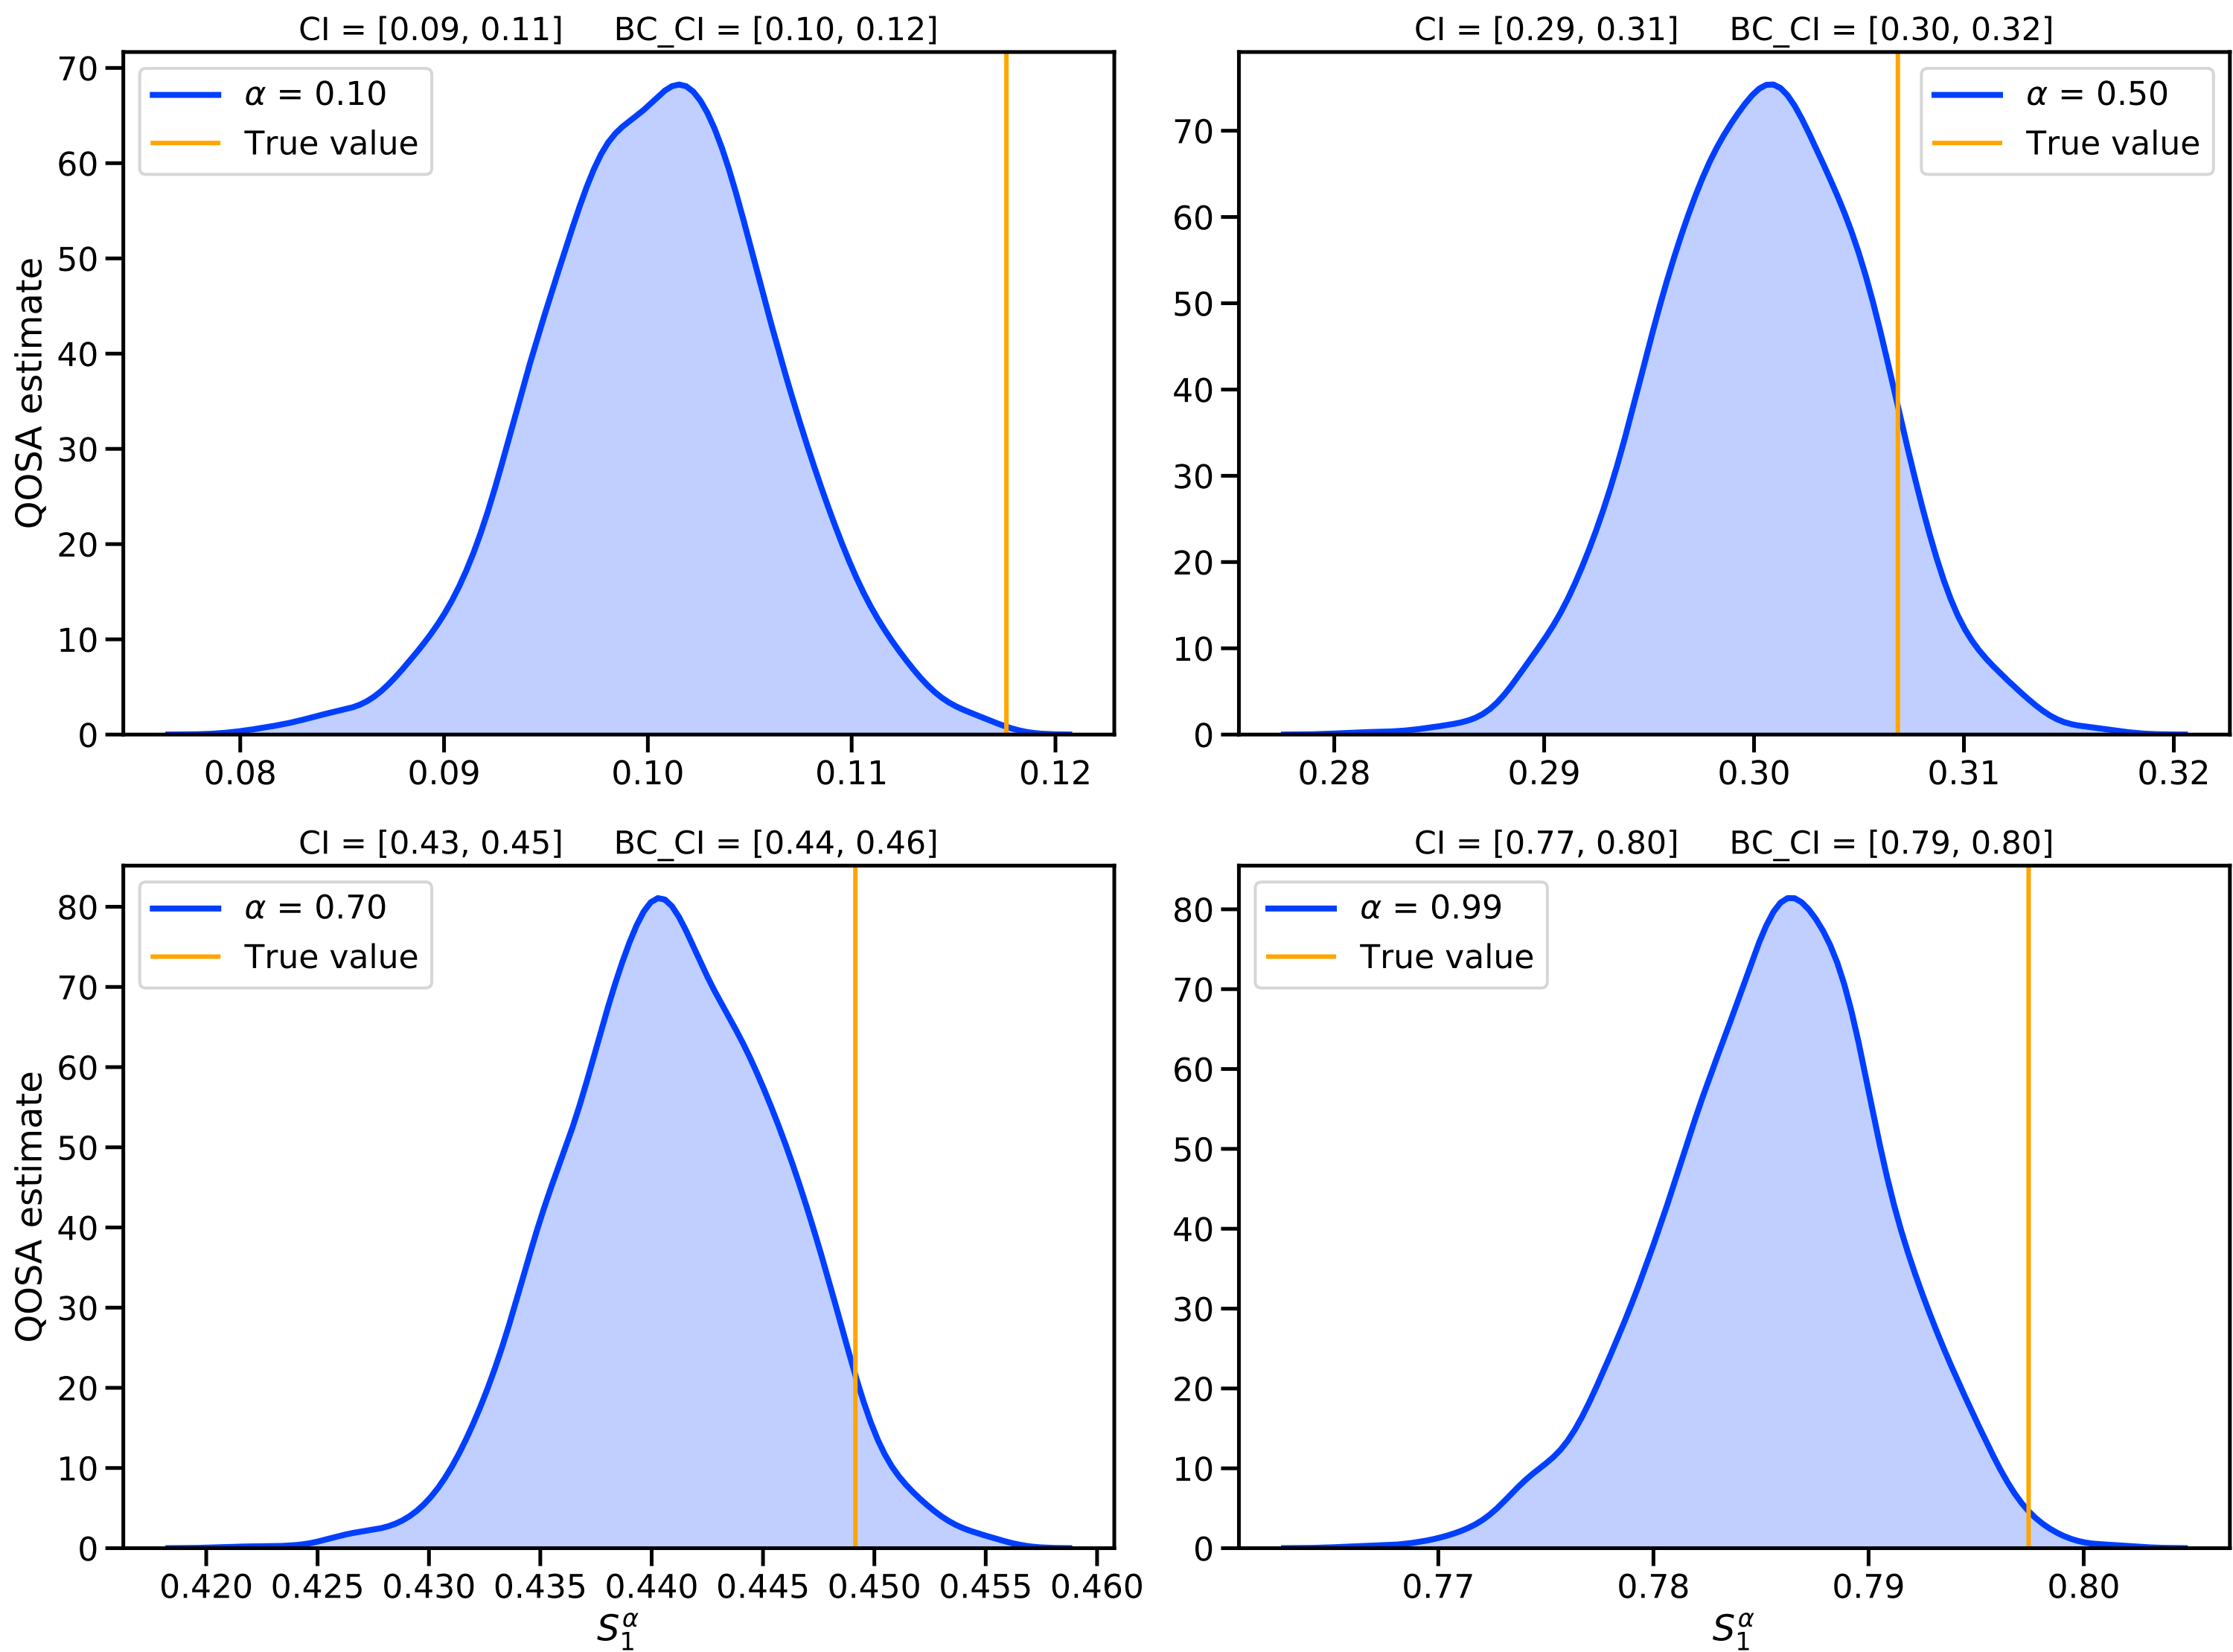 CI = [0.09, 0.11] BC_CI = [0.10, 0.12]
70
60
50
40
30
20
10
0
QOSA estimate
α = 0.10
True value
0.08 0.09 0.10 0.11 0.12
CI = [0.29, 0.31] BC_CI = [0.30, 0.32]
70
60
50
40
30
20
10
0
α = 0.50
True value
0.28 0.29 0.30 0.31 0.32
CI = [0.43, 0.45] BC_CI = [0.44, 0.46]
80
70
60
50
40
30
20
10
0
QOSA estimate
α = 0.70
True value
0.420 0.425 0.430 0.435 0.440 0.445 0.450 0.455 0.460
S₁^α
CI = [0.77, 0.80] BC_CI = [0.79, 0.80]
80
70
60
50
40
30
20
10
0
α = 0.99
True value
0.77 0.78 0.79 0.80
S₁^α